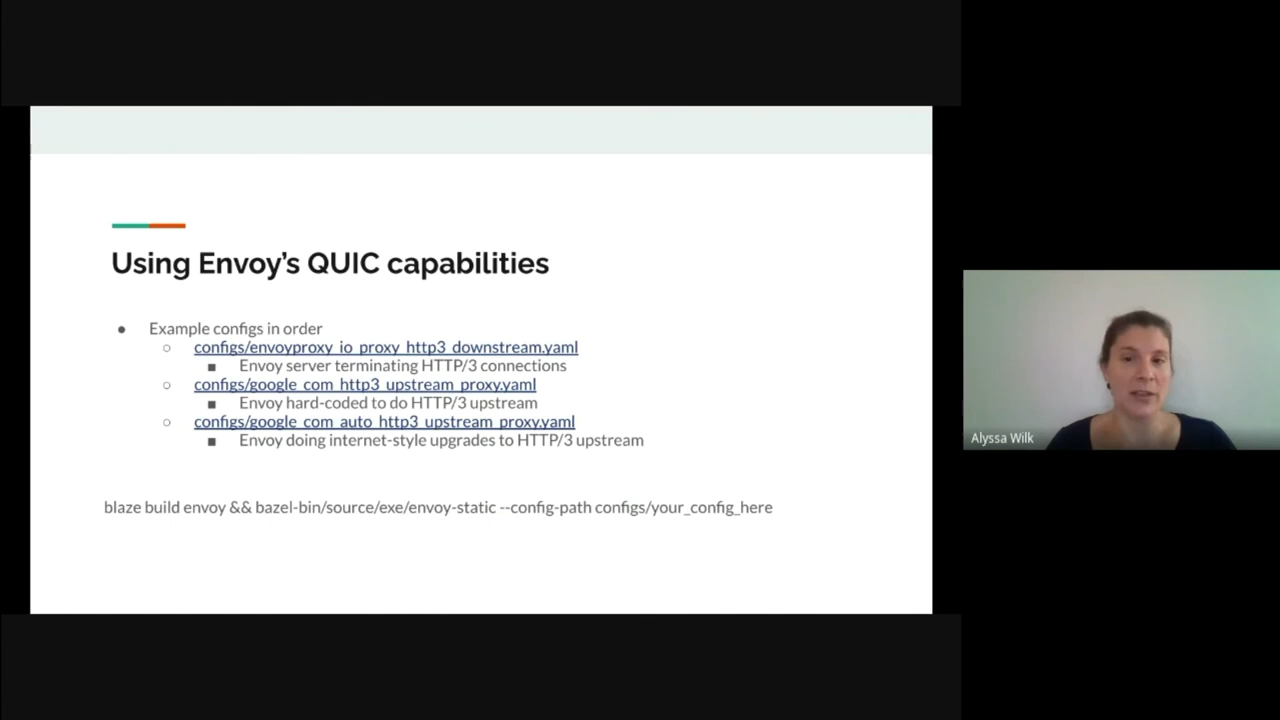 Using Envoy’s QUIC capabilities
● Example configs in order
○ configs/envoyproxy_io_proxy_http3_downstream.yaml
■ Envoy server terminating HTTP/3 connections
○ configs/google_com_http3_upstream_proxy.yaml
■ Envoy hard-coded to do HTTP/3 upstream
○ configs/google_com_auto_http3_upstream_proxy.yaml
■ Envoy doing internet-style upgrades to HTTP/3 upstream
blaze build envoy && bazel-bin/source/exe/envoy-static --config-path configs/your_config_here
Alyssa Wilk